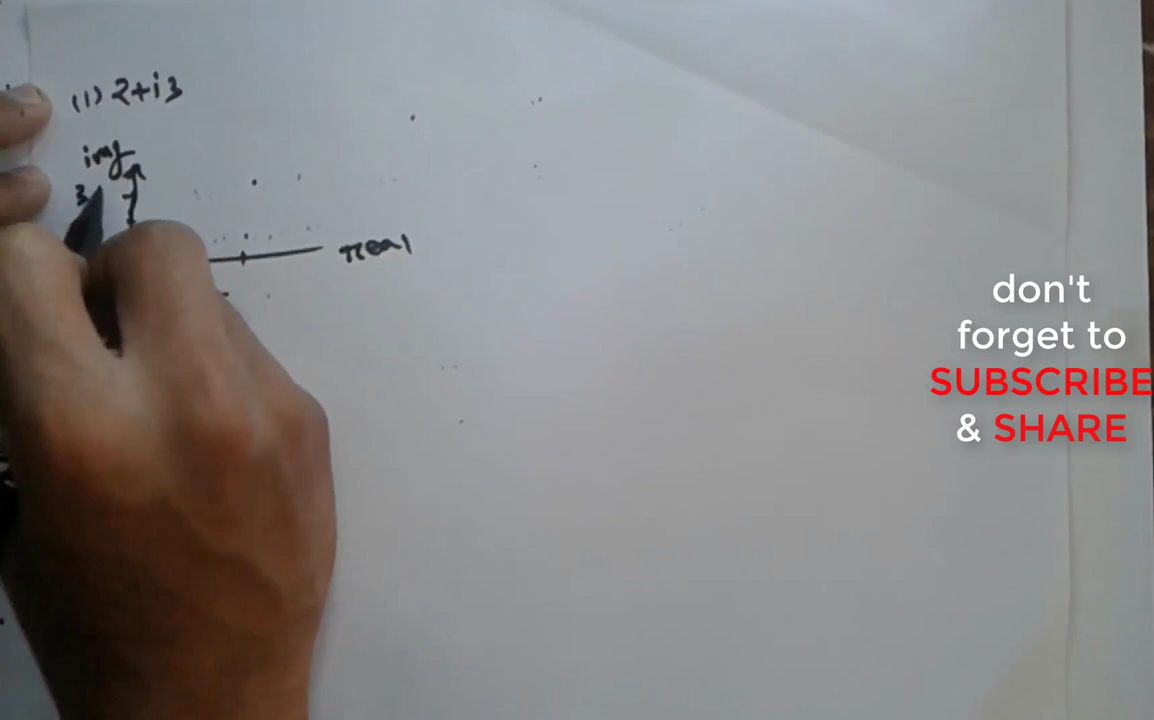 (1) 2+i3
img
3
real
don't
forget to
SUBSCRIBE
& SHARE